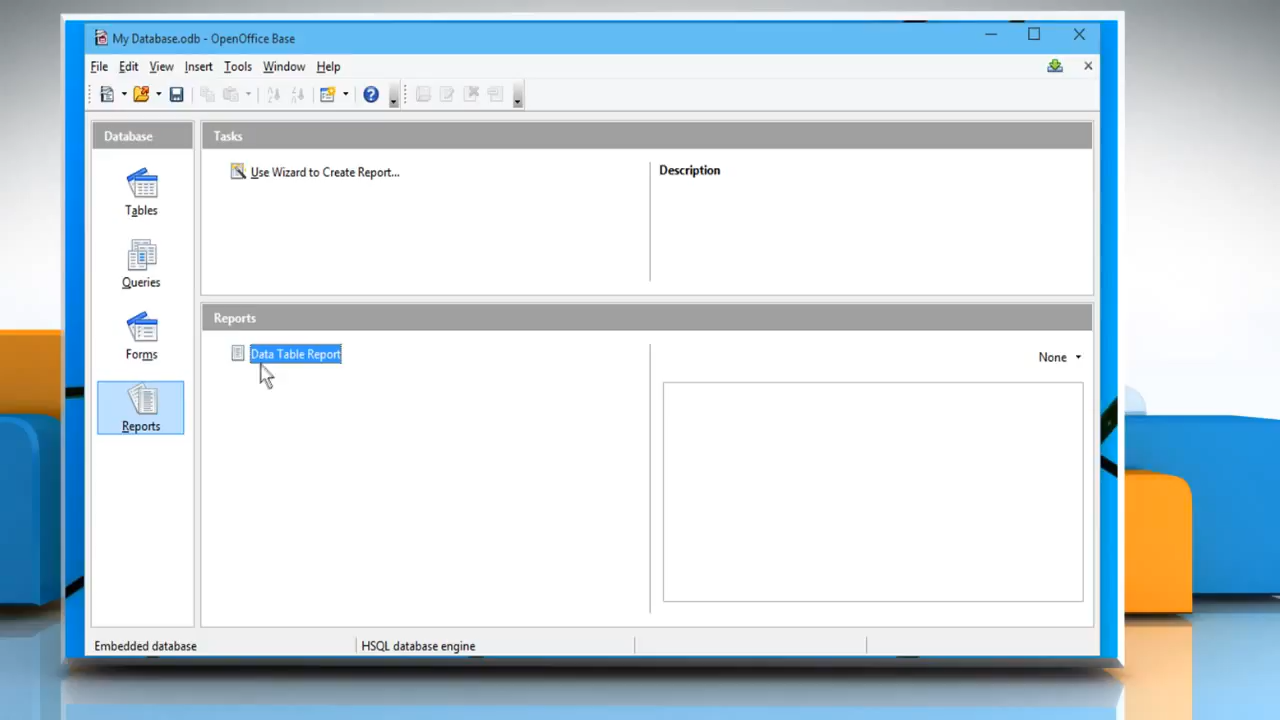 My Database.odb - OpenOffice Base
File Edit View Insert Tools Window Help
Database
Tables
Queries
Forms
Reports
Tasks
Use Wizard to Create Report...
Description
Reports
Data Table Report
None
Embedded database
HSQL database engine